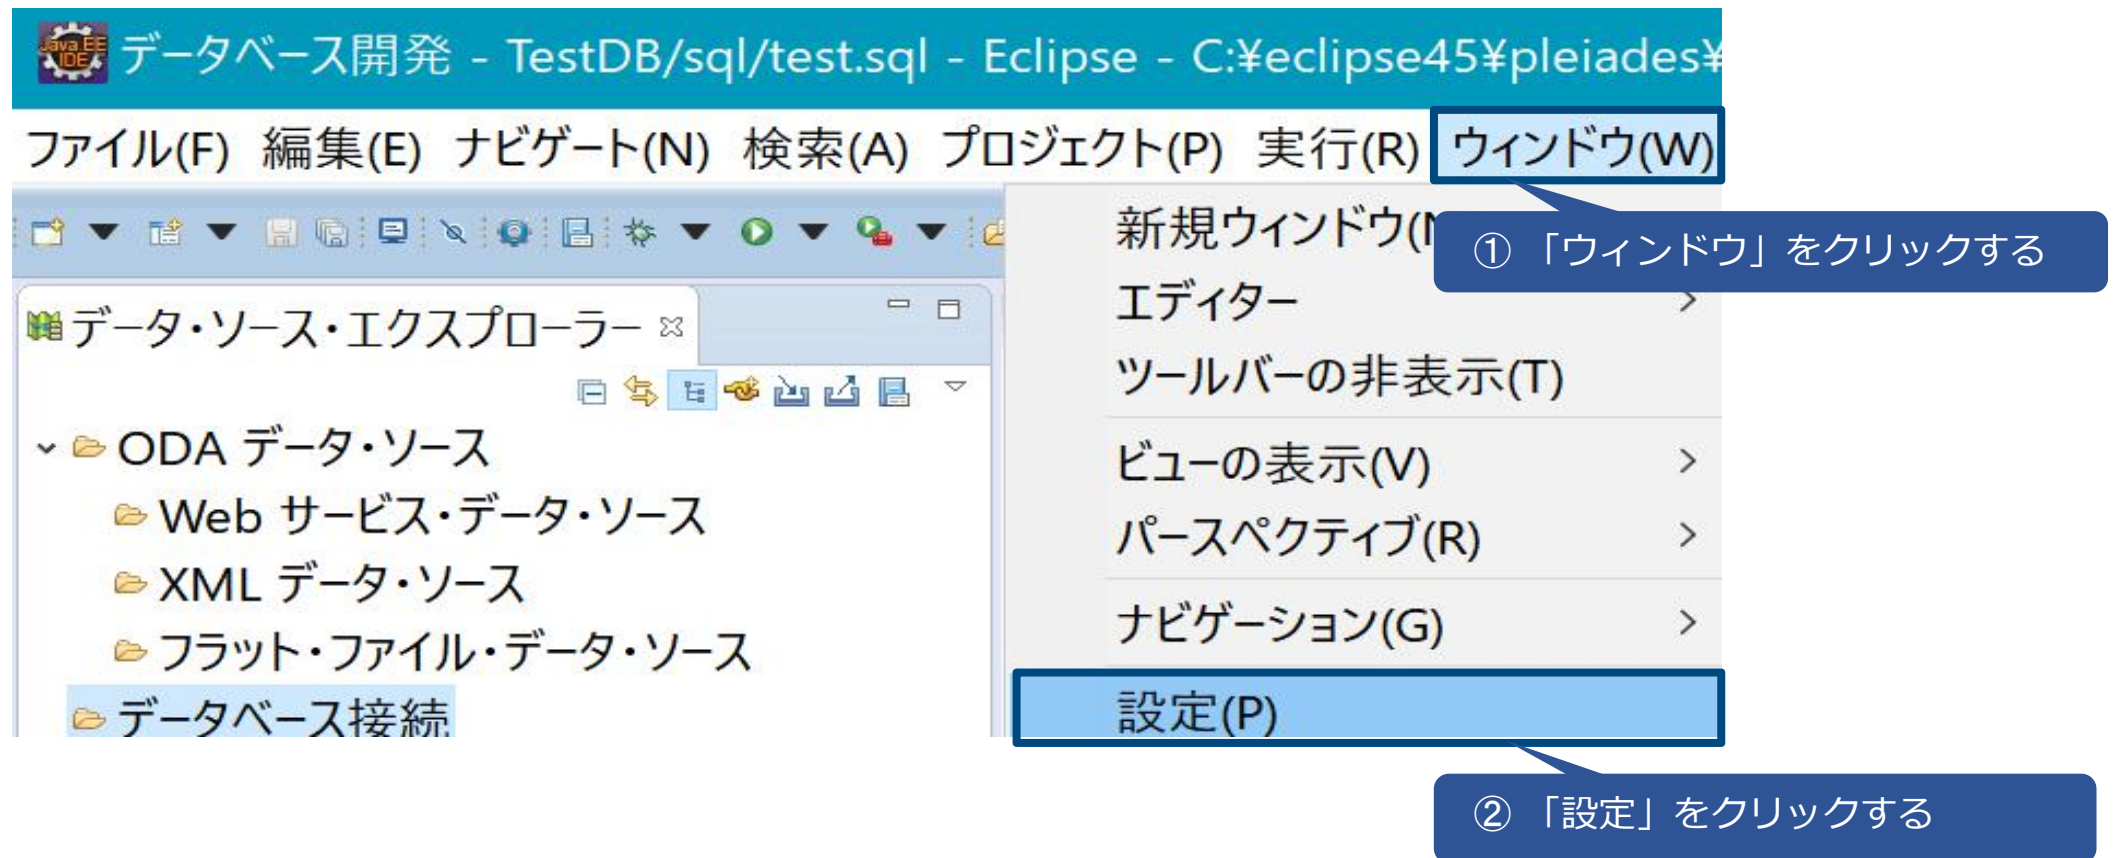 Java EE
IDE
データベース開発 - TestDB/sql/test.sql - Eclipse - C:¥eclipse45¥pleiades¥
ファイル(F) 編集(E) ナビゲート(N) 検索(A) プロジェクト(P) 実行(R) ウィンドウ(W)
新規ウィンドウ(
① 「ウィンドウ」をクリックする
データ・ソース・エクスプローラー
エディター
ツールバーの非表示(T)
ODA データ・ソース
ビューの表示(V)
Web サービス・データ・ソース
パースペクティブ(R)
XML データ・ソース
ナビゲーション(G)
フラット・ファイル・データ・ソース
データベース接続
設定(P)
② 「設定」をクリックする